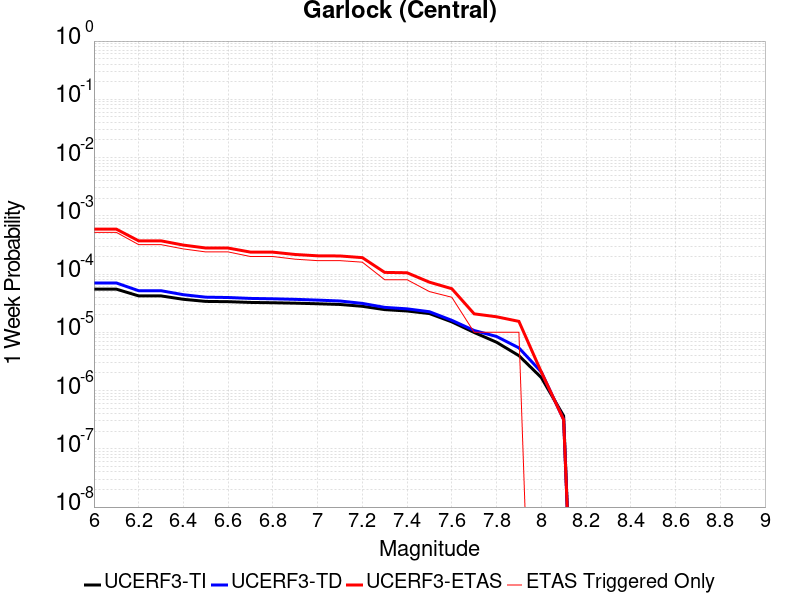 Garlock (Central)
1 Week Probability
10^0
10^-1
10^-2
10^-3
10^-4
10^-5
10^-6
10^-7
10^-8
6 6.2 6.4 6.6 6.8 7 7.2 7.4 7.6 7.8 8 8.2 8.4 8.6 8.8 9
Magnitude
UCERF3-TI UCERF3-TD UCERF3-ETAS ETAS Triggered Only